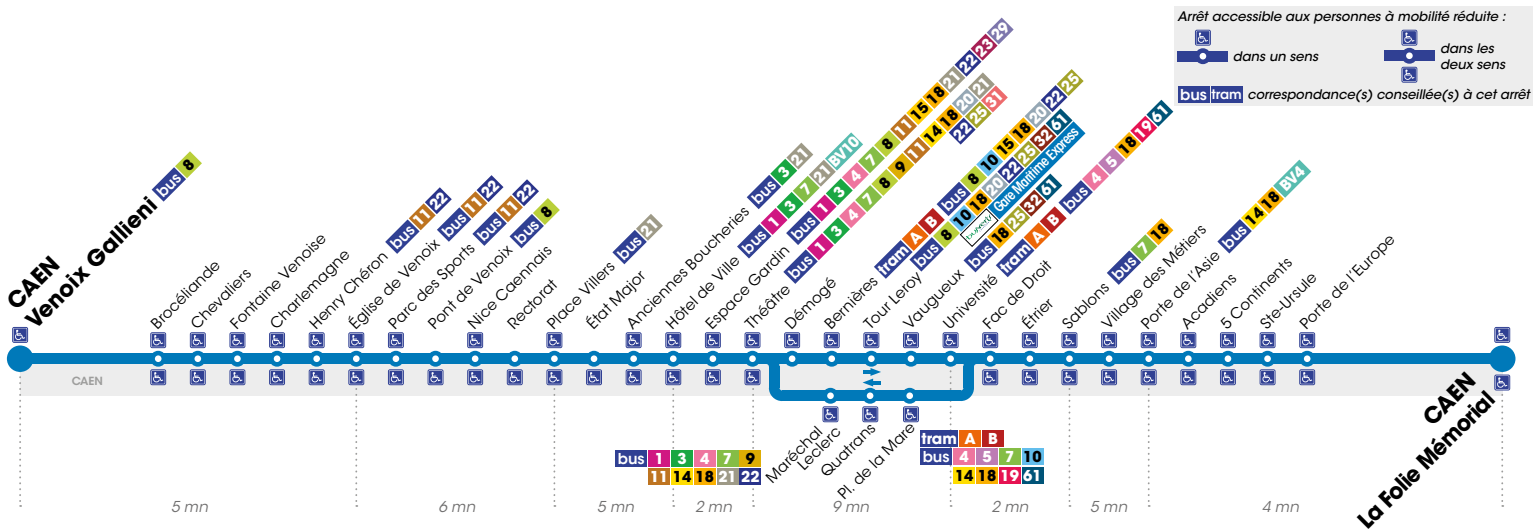 Arrêt accessible aux personnes à mobilité réduite :
dans un sens
dans les
deux sens
bus tram correspondance(s) conseillée(s) à cet arrêt
CAEN
Venoix Gallieni bus 8
Brocéliande
Chevaliers
Fontaine Venoise
Charlemagne
Henry Chéron bus 11 22
Église de Venoix bus 11 22
Parc des Sports bus 11 22
Pont de Venoix bus 8
Nice Caennais
Rectorat
Place Villers bus 21
État Major
Anciennes Boucheries bus 3 21
Hôtel de Ville bus 1 3 7 21 BV10
Espace Gardin bus 1 3 4 7 8 11 15 18 21 22 23 29
Théâtre bus 1 3 4 7 8 9 11 14 18 20 21
22 25 31
Démogé
Bernières tram A B bus 8 10 15 18 20 22 25
Tour Leroy bus 8 10 18 20 22 25 32 61
Gare Maritime Express
Vaugueux bus 18 25 32 61
Université tram A B bus 4 5 18 19 61
Fac de Droit
Étrier
Sablons bus 7 18
Village des Métiers
Porte de l'Asie bus 14 18 BV4
Acadiens
5 Continents
Ste-Ursule
Porte de l'Europe
CAEN
La Folie Mémorial
CAEN
Maréchal
Leclerc
Quatrans
Pl. de la Mare
bus 1 3 4 7 9
11 14 18 21 22
tram A B
bus 4 5 7 10
14 18 19 61
5 mn
6 mn
5 mn
2 mn
9 mn
2 mn
5 mn
4 mn